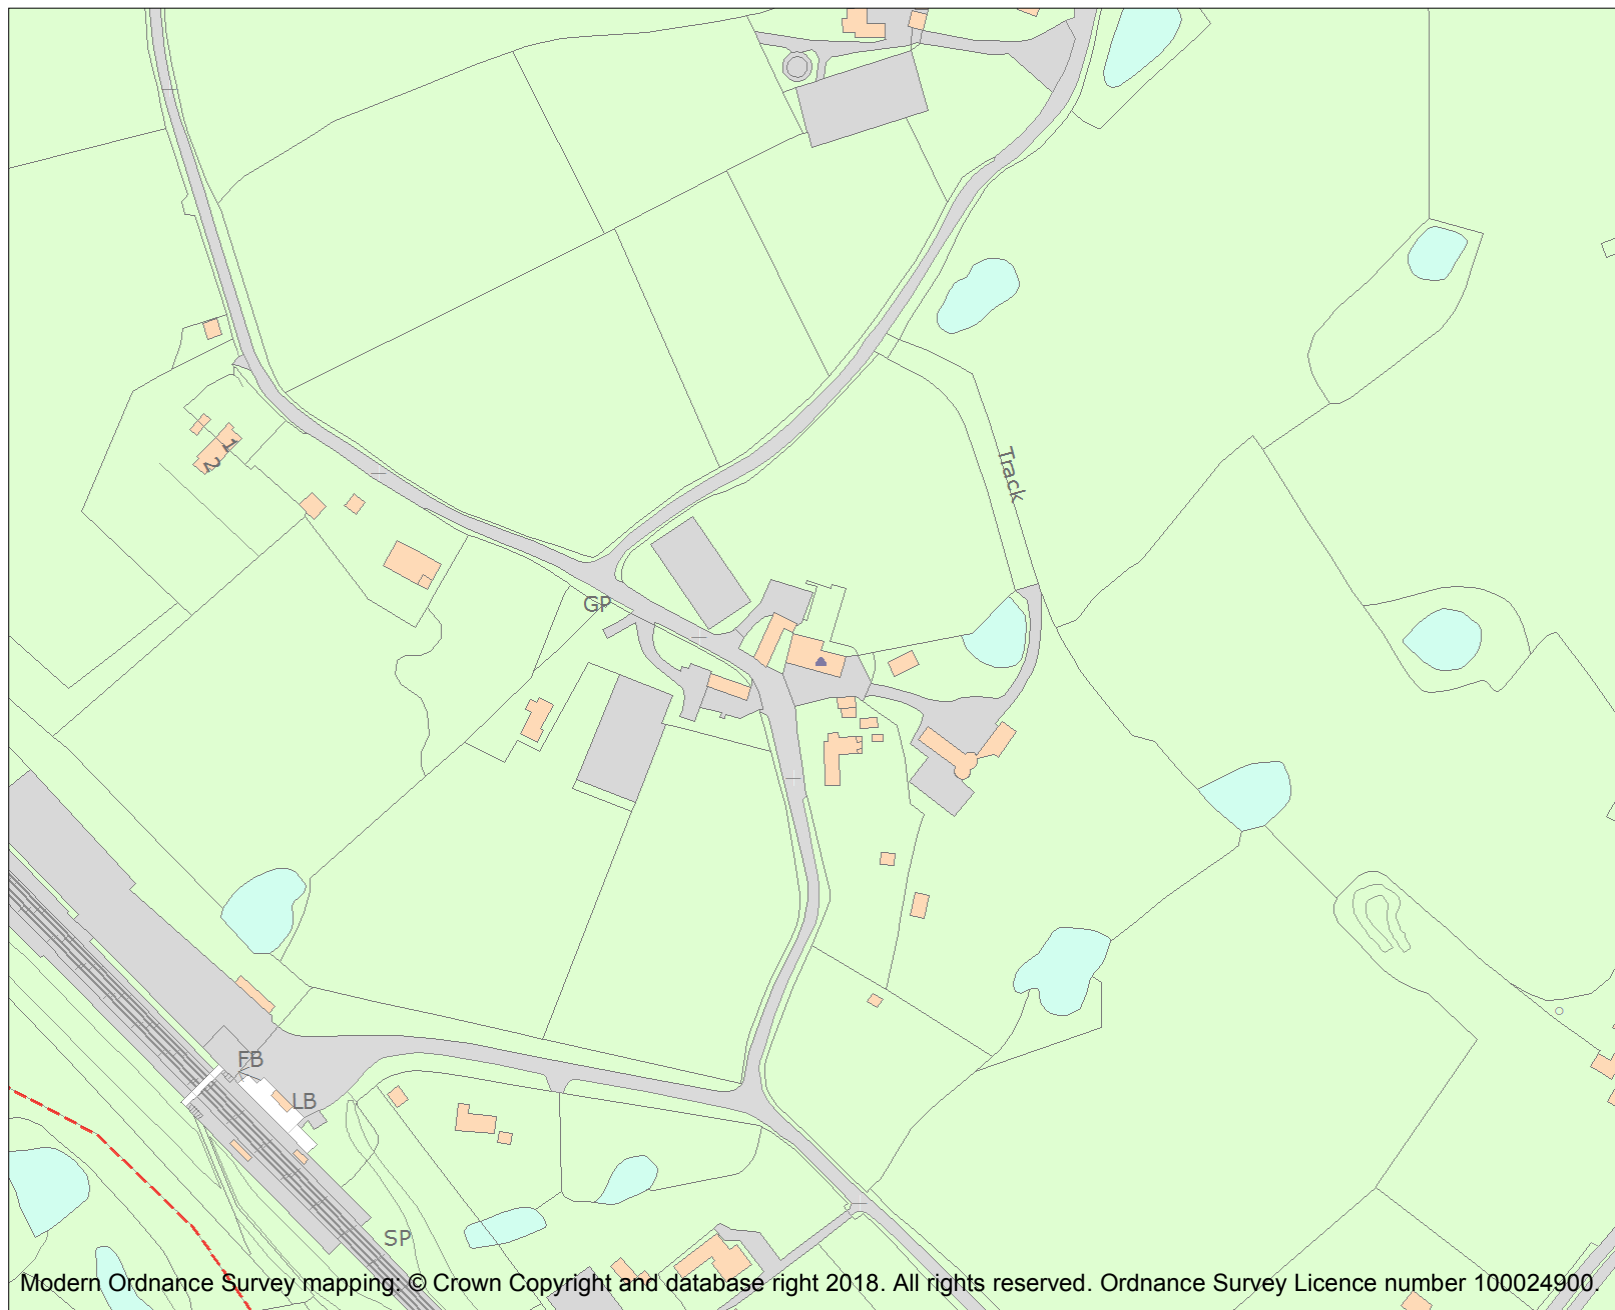 Track
1
2
GP
FB
LB
SP
Modern Ordnance Survey mapping: © Crown Copyright and database right 2018. All rights reserved. Ordnance Survey Licence number 100024900.